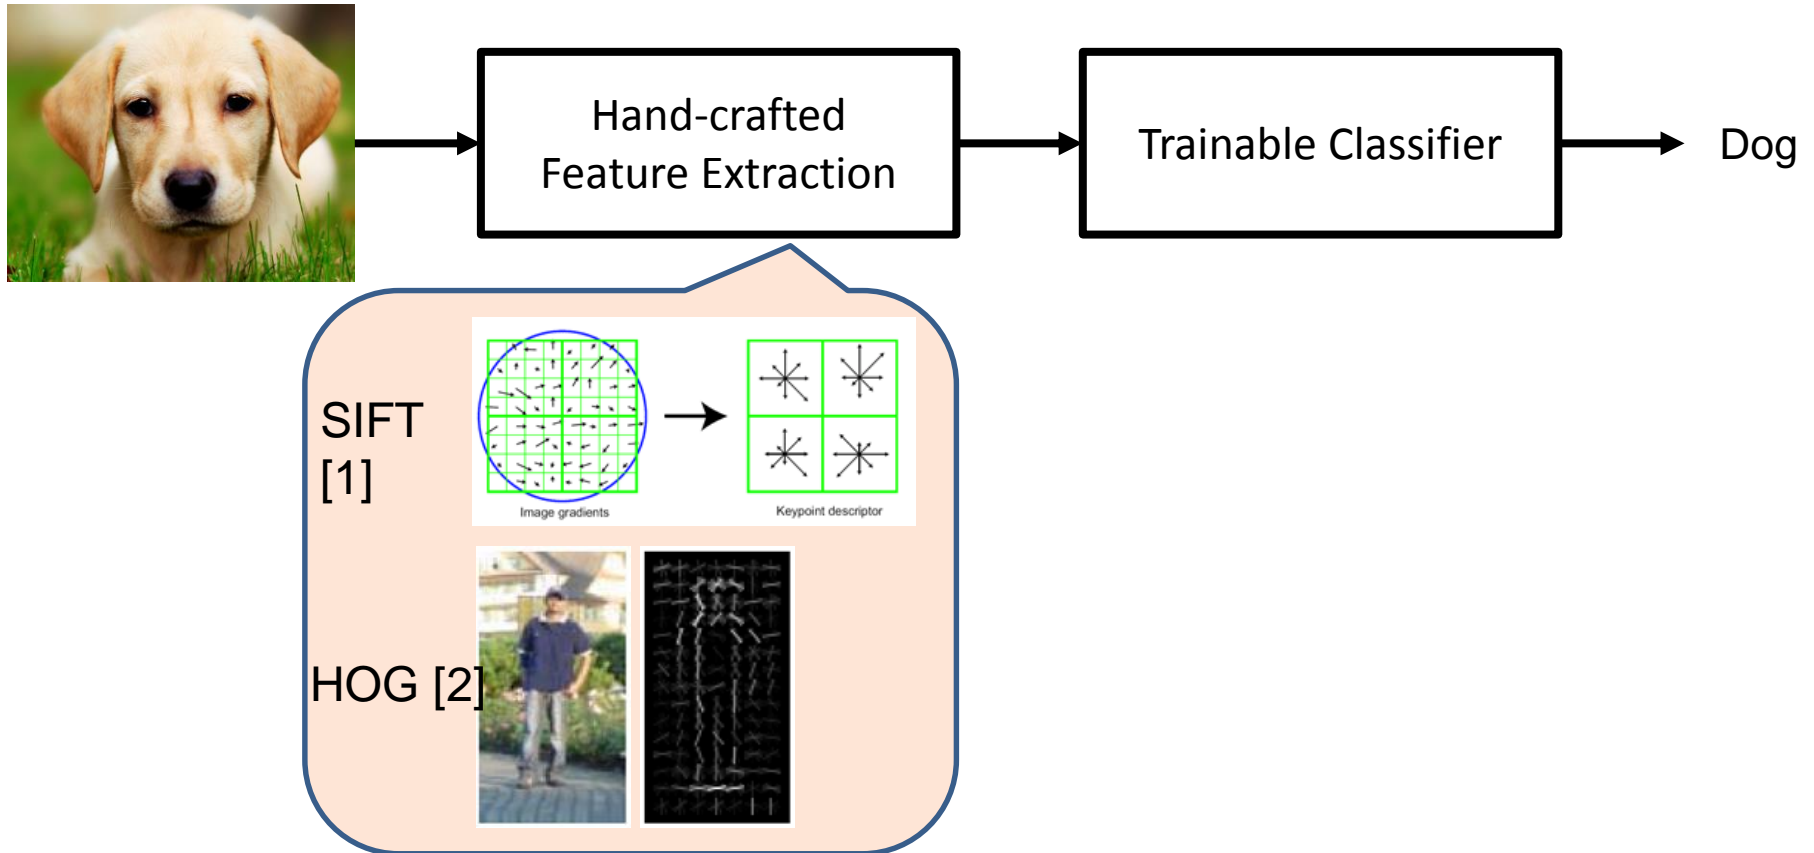 Hand-crafted
Feature Extraction
Trainable Classifier
Dog
SIFT
[1]
Image gradients
Keypoint descriptor
HOG [2]